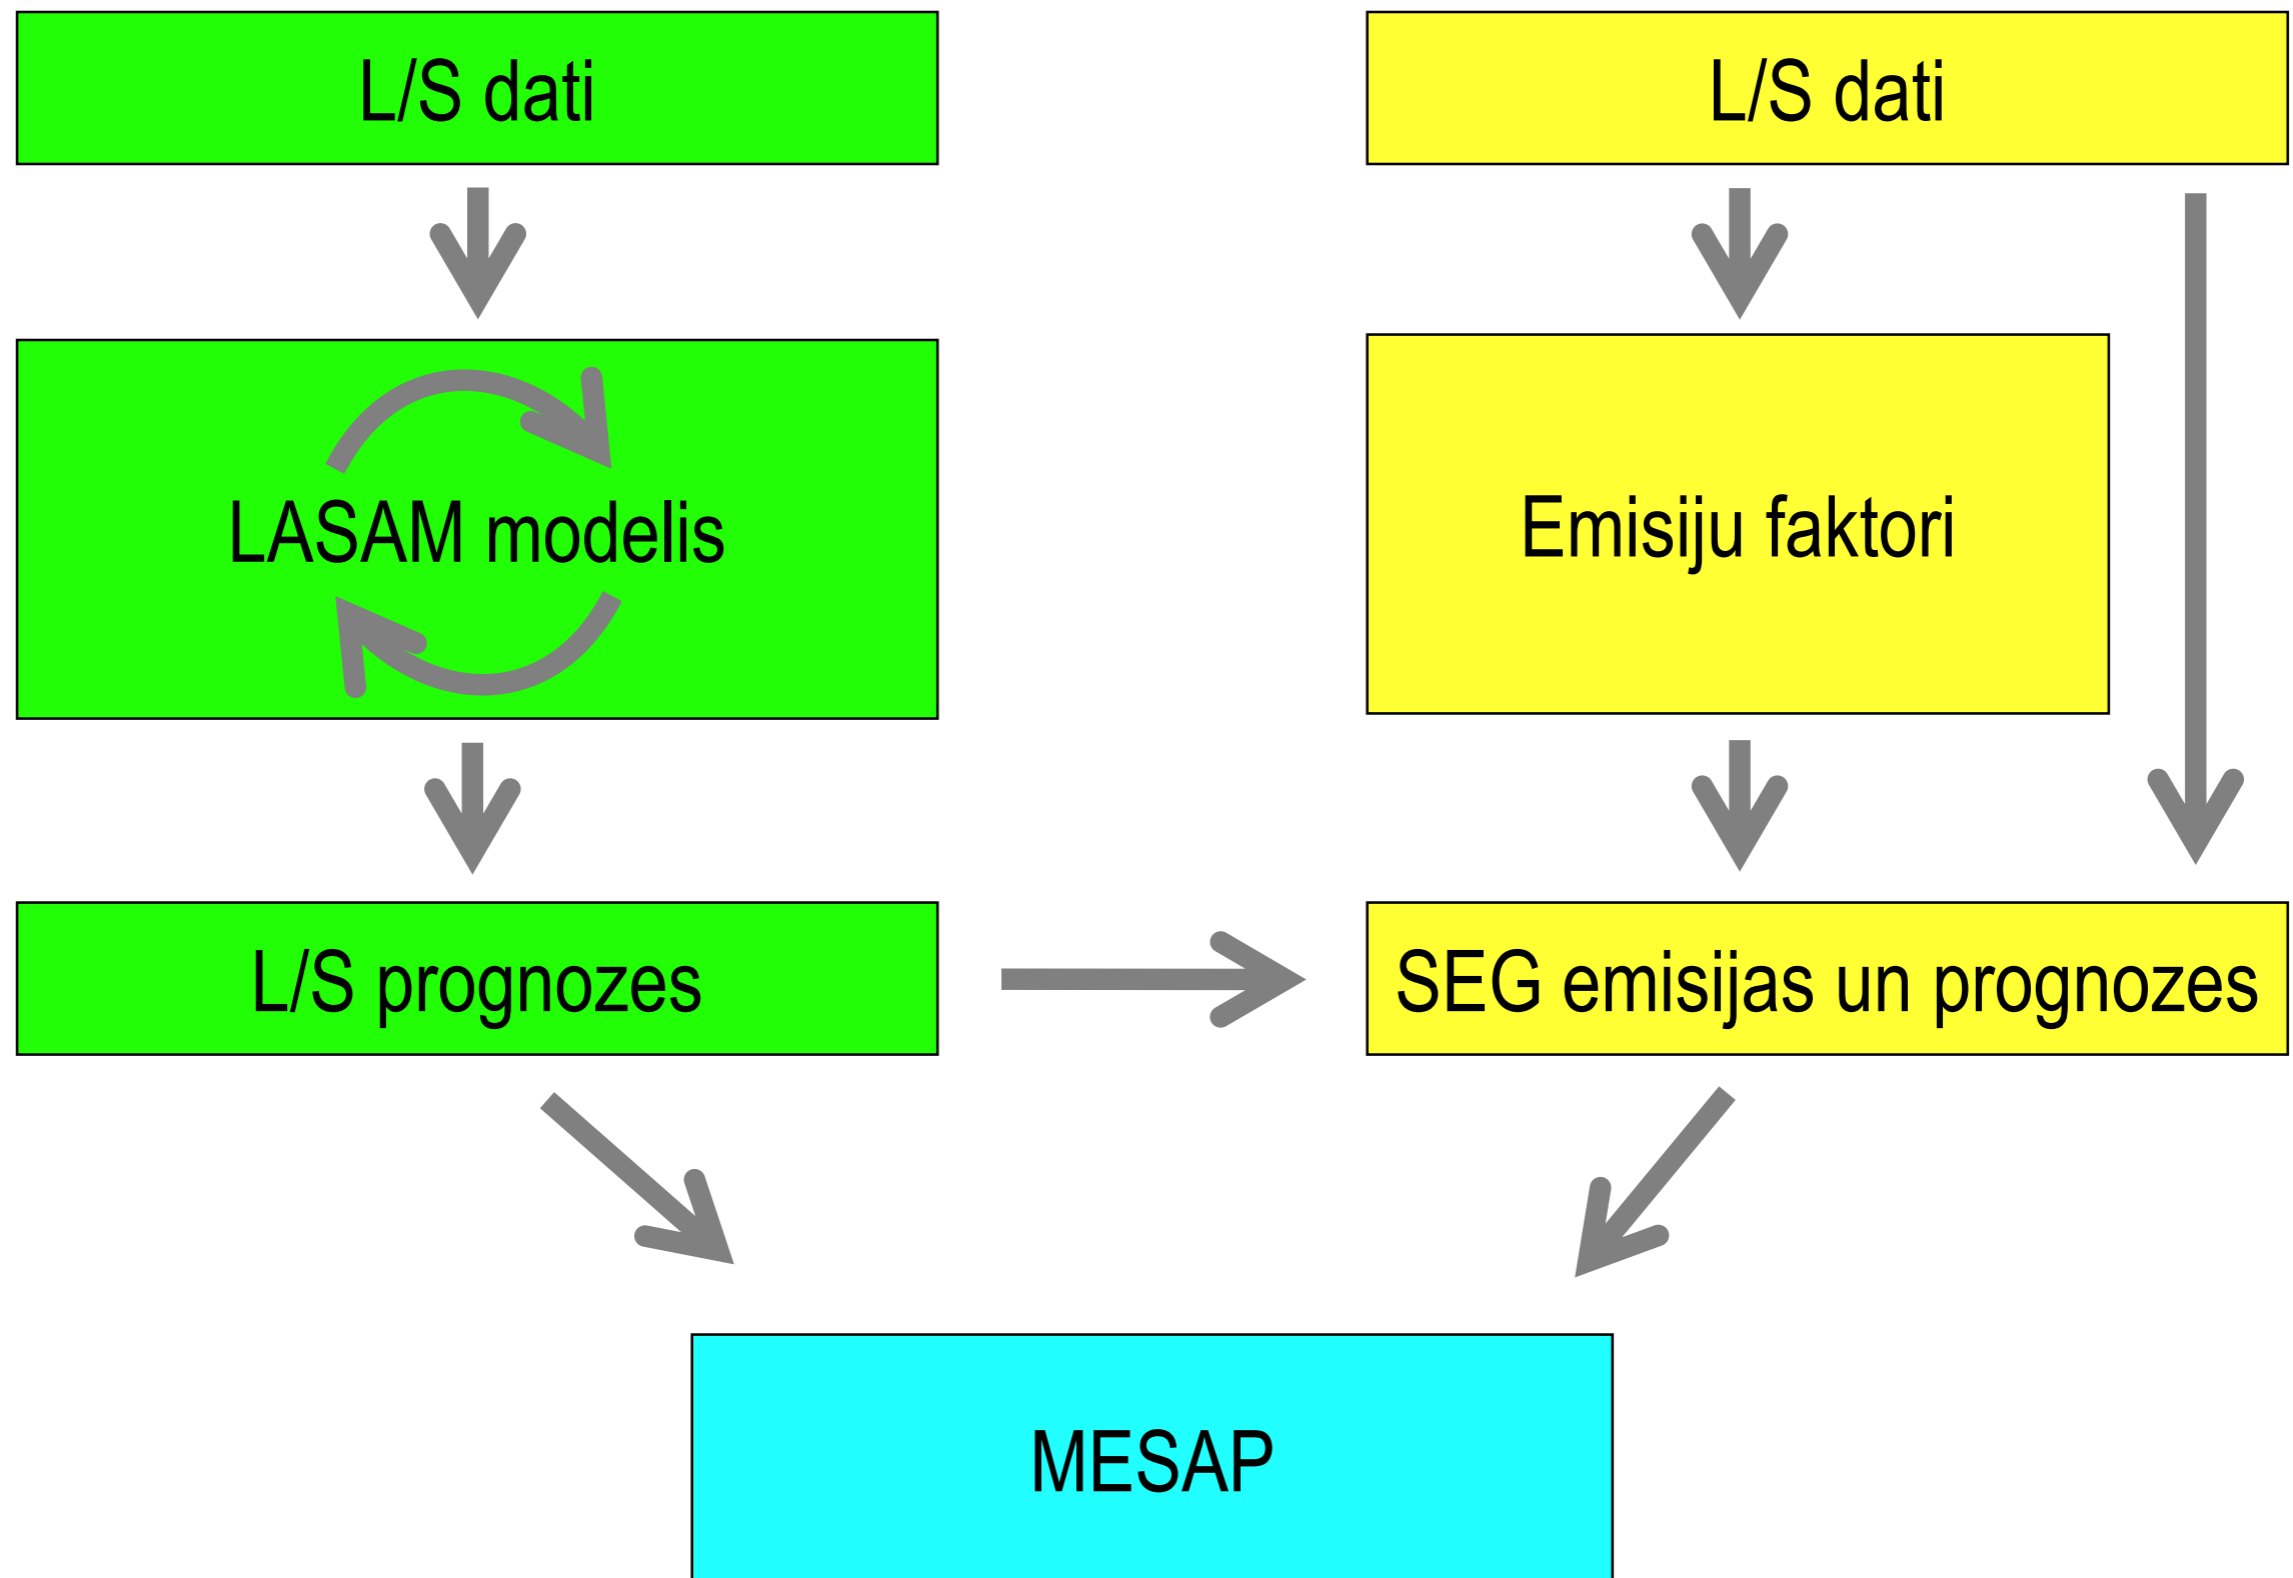 L/S dati
L/S dati
LASAM modelis
Emisiju faktori
L/S prognozes
SEG emisijas un prognozes
MESAP